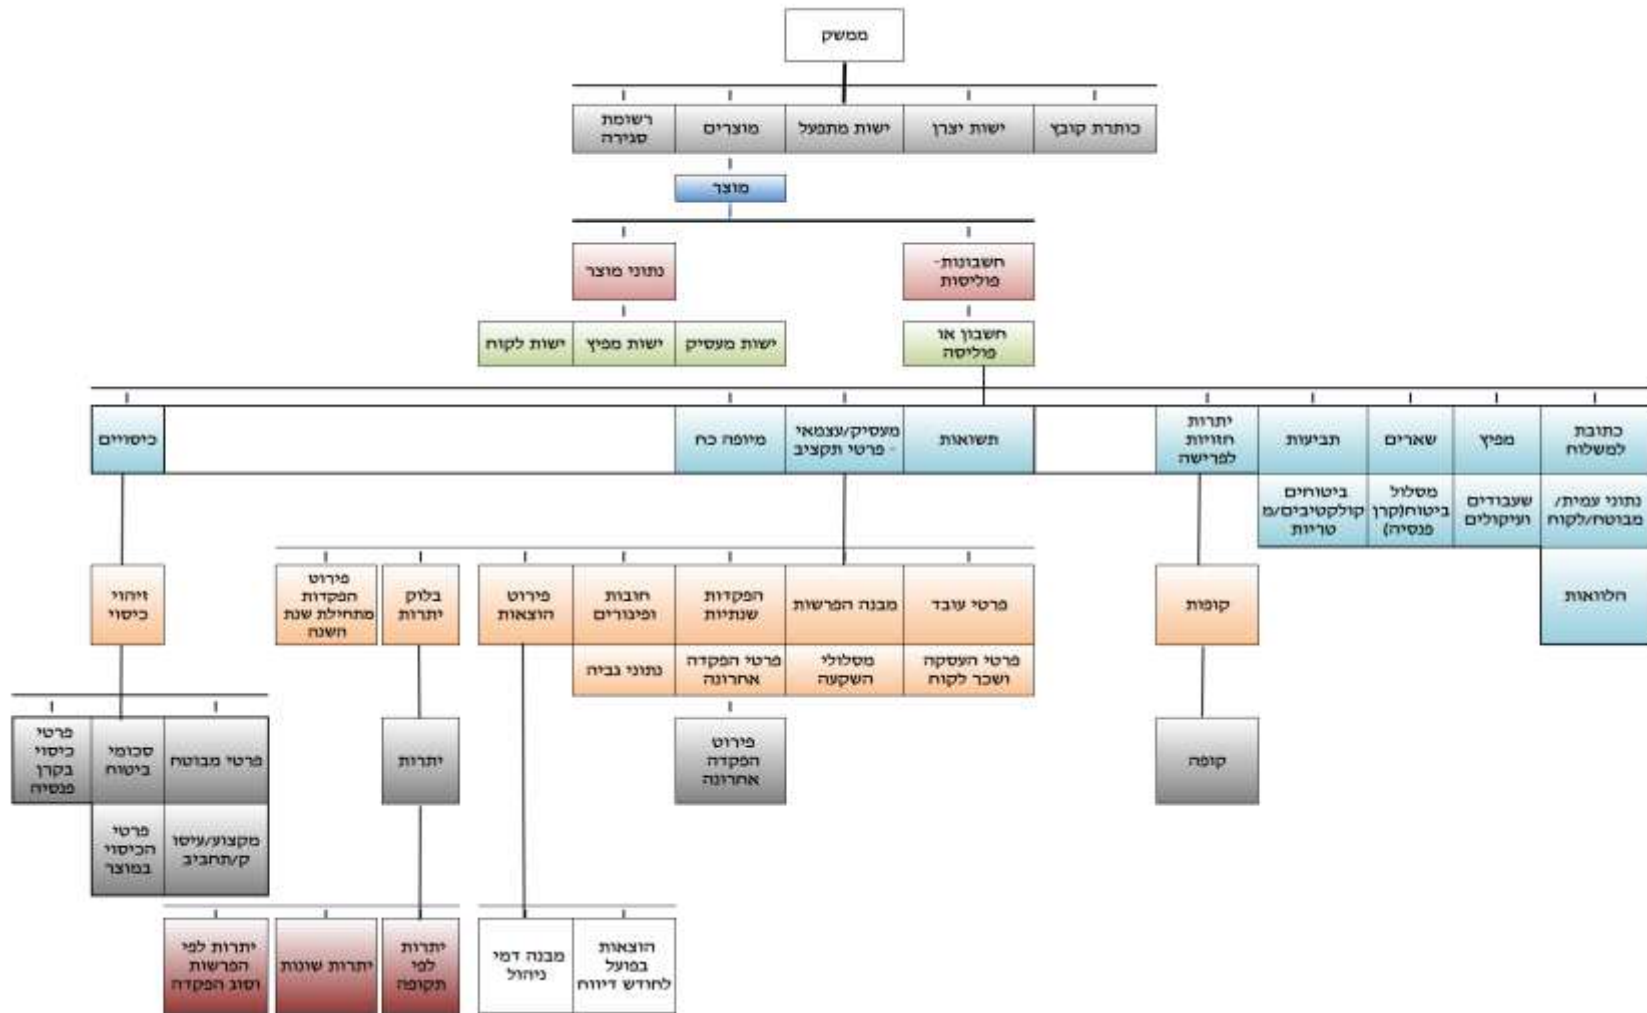 ממשק
כותרת קובץ
ישות יצרן
ישות מתפעל
מוצרים
רשומת
סגירה
מוצר
חשבונות-
פוליסות
נתוני מוצר
חשבון או
פוליסה
ישות מעסיק
ישות מפיץ
ישות לקוח
כתובת
למשלוח
מפיץ
שארים
תביעות
יתרות
חזויות
לפרישה
תשואות
מעסיק/עצמאי
- פרטי תקציב
מיופה כח
כיסויים
נתוני עמית/
מבוטח/לקוח
שעבודים
ועיקולים
מסלול
ביטוח(קרן
פנסיה)
ביטוחים
קולקטיבים/מ
טריות
הלוואות
קופות
פרטי עובד
מבנה הפרשות
הפקדות
שנתיות
חובות
ופיגורים
פירוט
הוצאות
בלוק
יתרות
פירוט
הפקדות
מתחילת שנת
השנה
זיהוי
כיסוי
פרטי העסקה
ושכר לקוח
מסלולי
השקעה
פרטי הפקדה
אחרונה
נתוני גביה
קופה
פירוט
הפקדה
אחרונה
יתרות
פרטי מבוטח
סכומי
ביטוח
פרטי
כיסוי
בקרן
פנסיה
מקצוע/עיסו
ק/תחביב
פרטי
הכיסוי
במוצר
הוצאות
בפועל
לחודש דיווח
מבנה דמי
ניהול
יתרות
לפי
תקופה
יתרות שונות
יתרות לפי
הפרשות
וסוג הפקדה